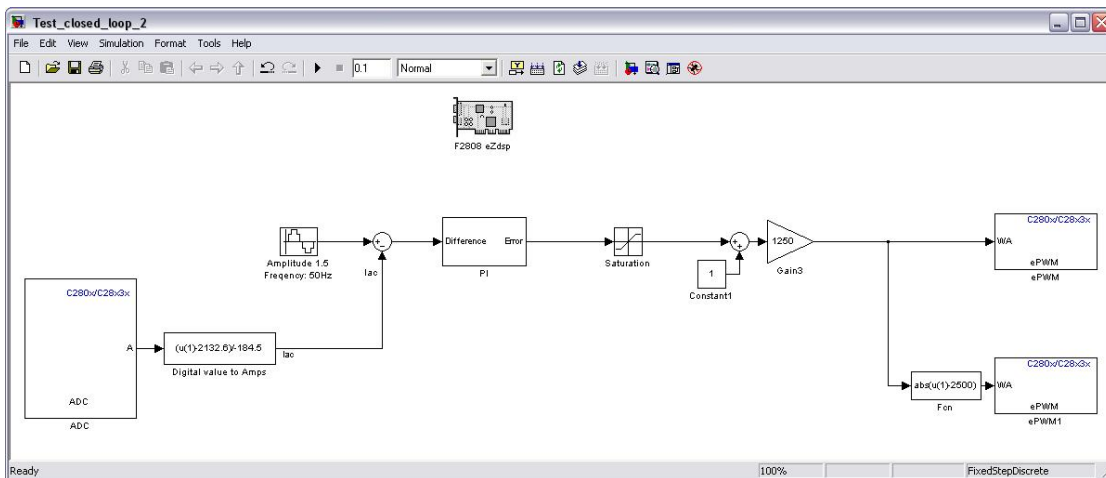 Test_closed_loop_2
File Edit View Simulation Format Tools Help
0.1 Normal
F2808 eZdsp
Amplitude 1.5
Freqency: 50Hz
Iac
Difference Error
PI
Saturation
1
Constant1
1250
Gain3
C280x/C28x3x
WA
ePWM
ePWM
C280x/C28x3x
A
ADC
ADC
(u(1)-2132.6)/-184.5
Digital value to Amps
Iac
abs(u(1)-2500)
Fcn
C280x/C28x3x
WA
ePWM
ePWM1
Ready 100% FixedStepDiscrete